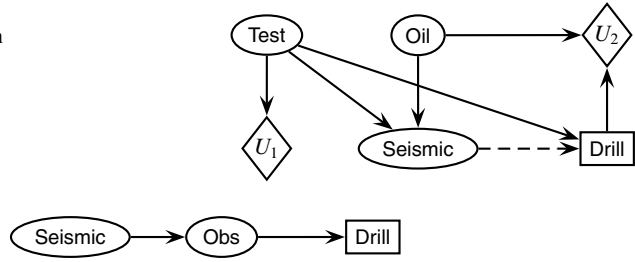 Test Oil U2
n
U1 Seismic Drill
Seismic Obs Drill